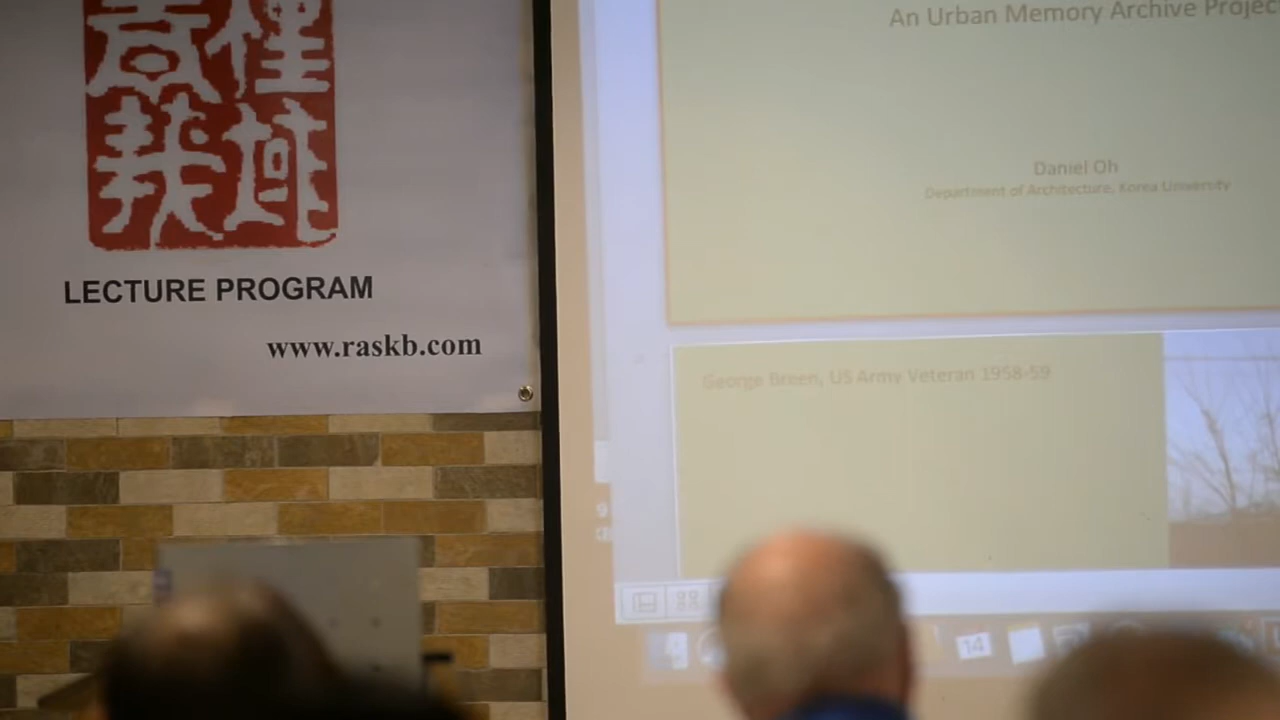 LECTURE PROGRAM
www.raskb.com
An Urban Memory Archive Projec
Daniel Oh
Department of Architecture, Korea University
George Breen, US Army Veteran 1958-59
14